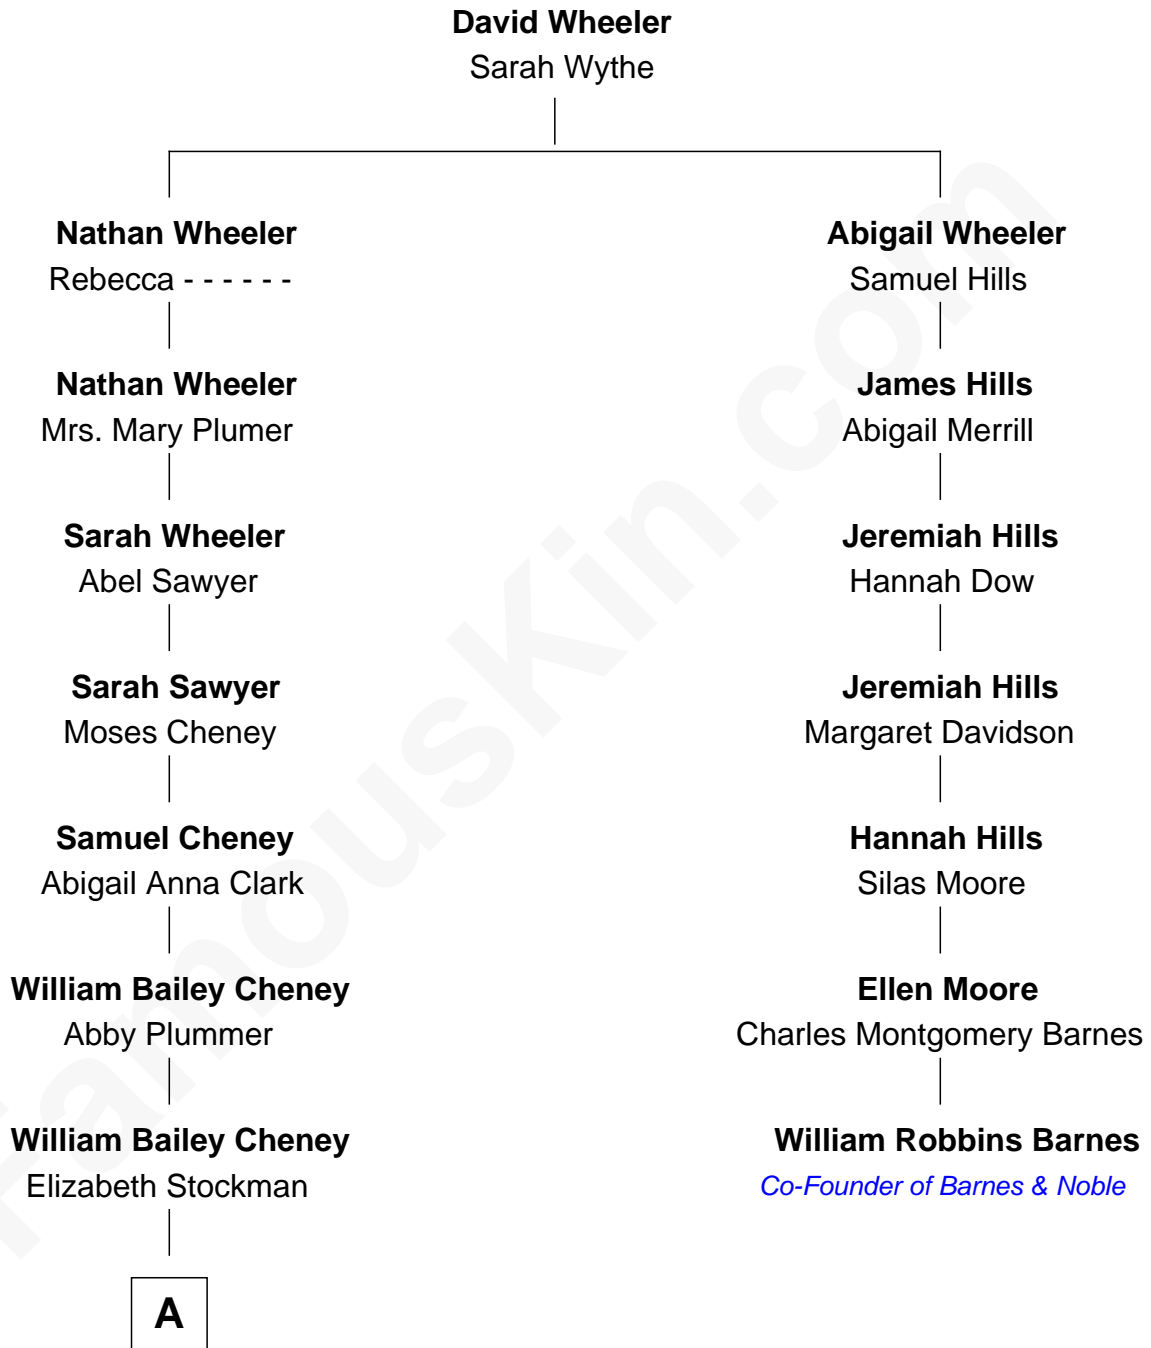 David Wheeler
Sarah Wythe
Nathan Wheeler
Rebecca - - - - - -
Nathan Wheeler
Mrs. Mary Plumer
Sarah Wheeler
Abel Sawyer
Sarah Sawyer
Moses Cheney
Samuel Cheney
Abigail Anna Clark
William Bailey Cheney
Abby Plummer
William Bailey Cheney
Elizabeth Stockman
A
Abigail Wheeler
Samuel Hills
James Hills
Abigail Merrill
Jeremiah Hills
Hannah Dow
Jeremiah Hills
Margaret Davidson
Hannah Hills
Silas Moore
Ellen Moore
Charles Montgomery Barnes
William Robbins Barnes
Co-Founder of Barnes & Noble
FamousKin.com